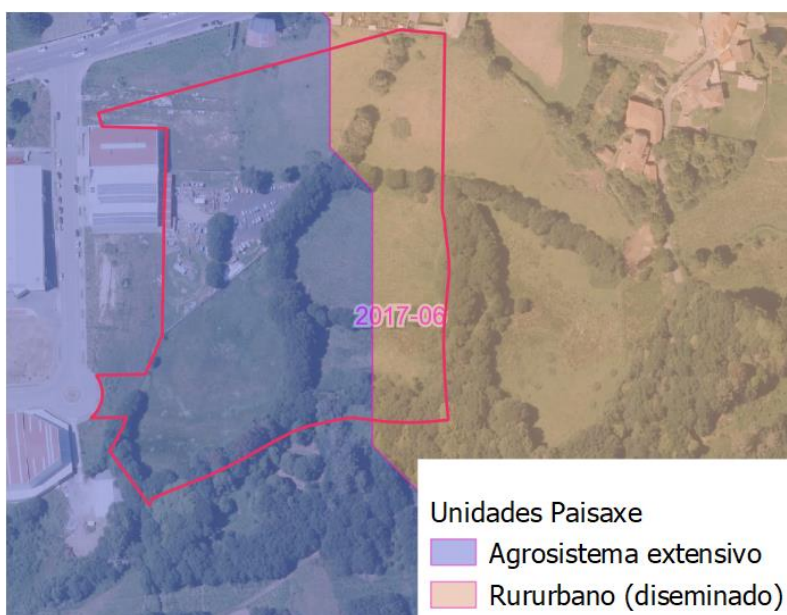 2017-06
Unidades Paisaxe
Agrosistema extensivo
Rururbano (diseminado)